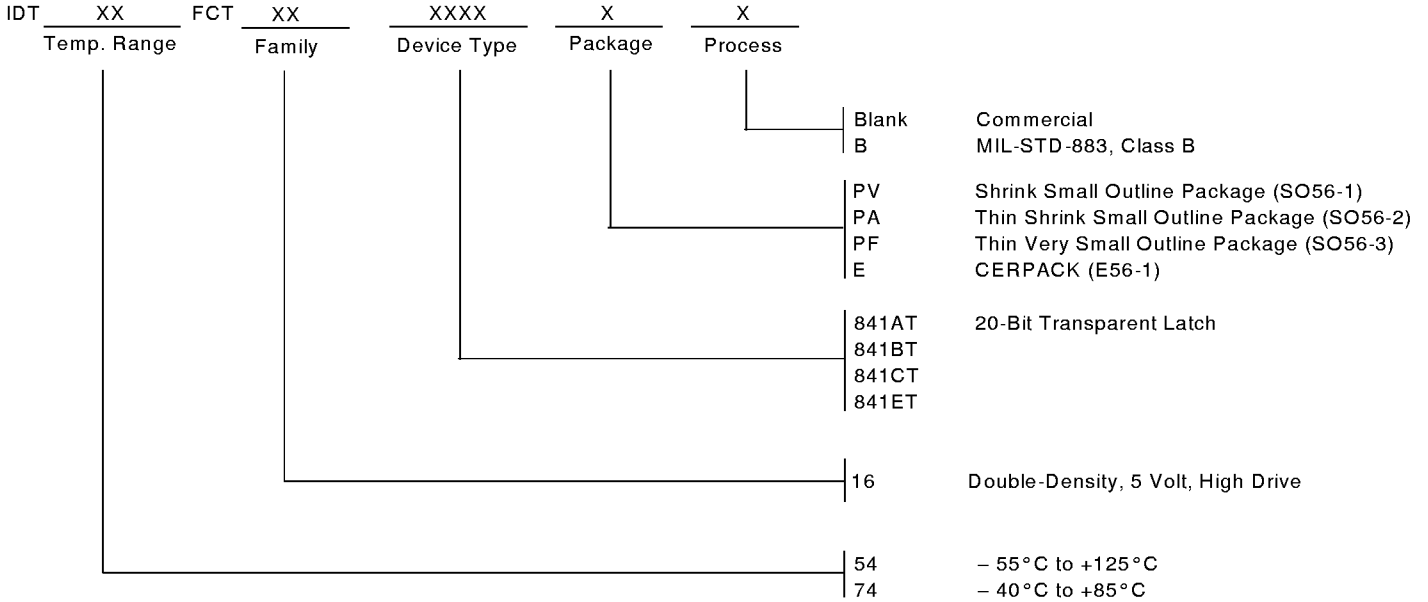 IDT XX FCT XX XXXX X X
Temp. Range Family Device Type Package Process
Blank Commercial
B MIL-STD-883, Class B
PV Shrink Small Outline Package (SO56-1)
PA Thin Shrink Small Outline Package (SO56-2)
PF Thin Very Small Outline Package (SO56-3)
E CERPACK (E56-1)
841AT 20-Bit Transparent Latch
841BT
841CT
841ET
16 Double-Density, 5 Volt, High Drive
54 – 55°C to +125°C
74 – 40°C to +85°C